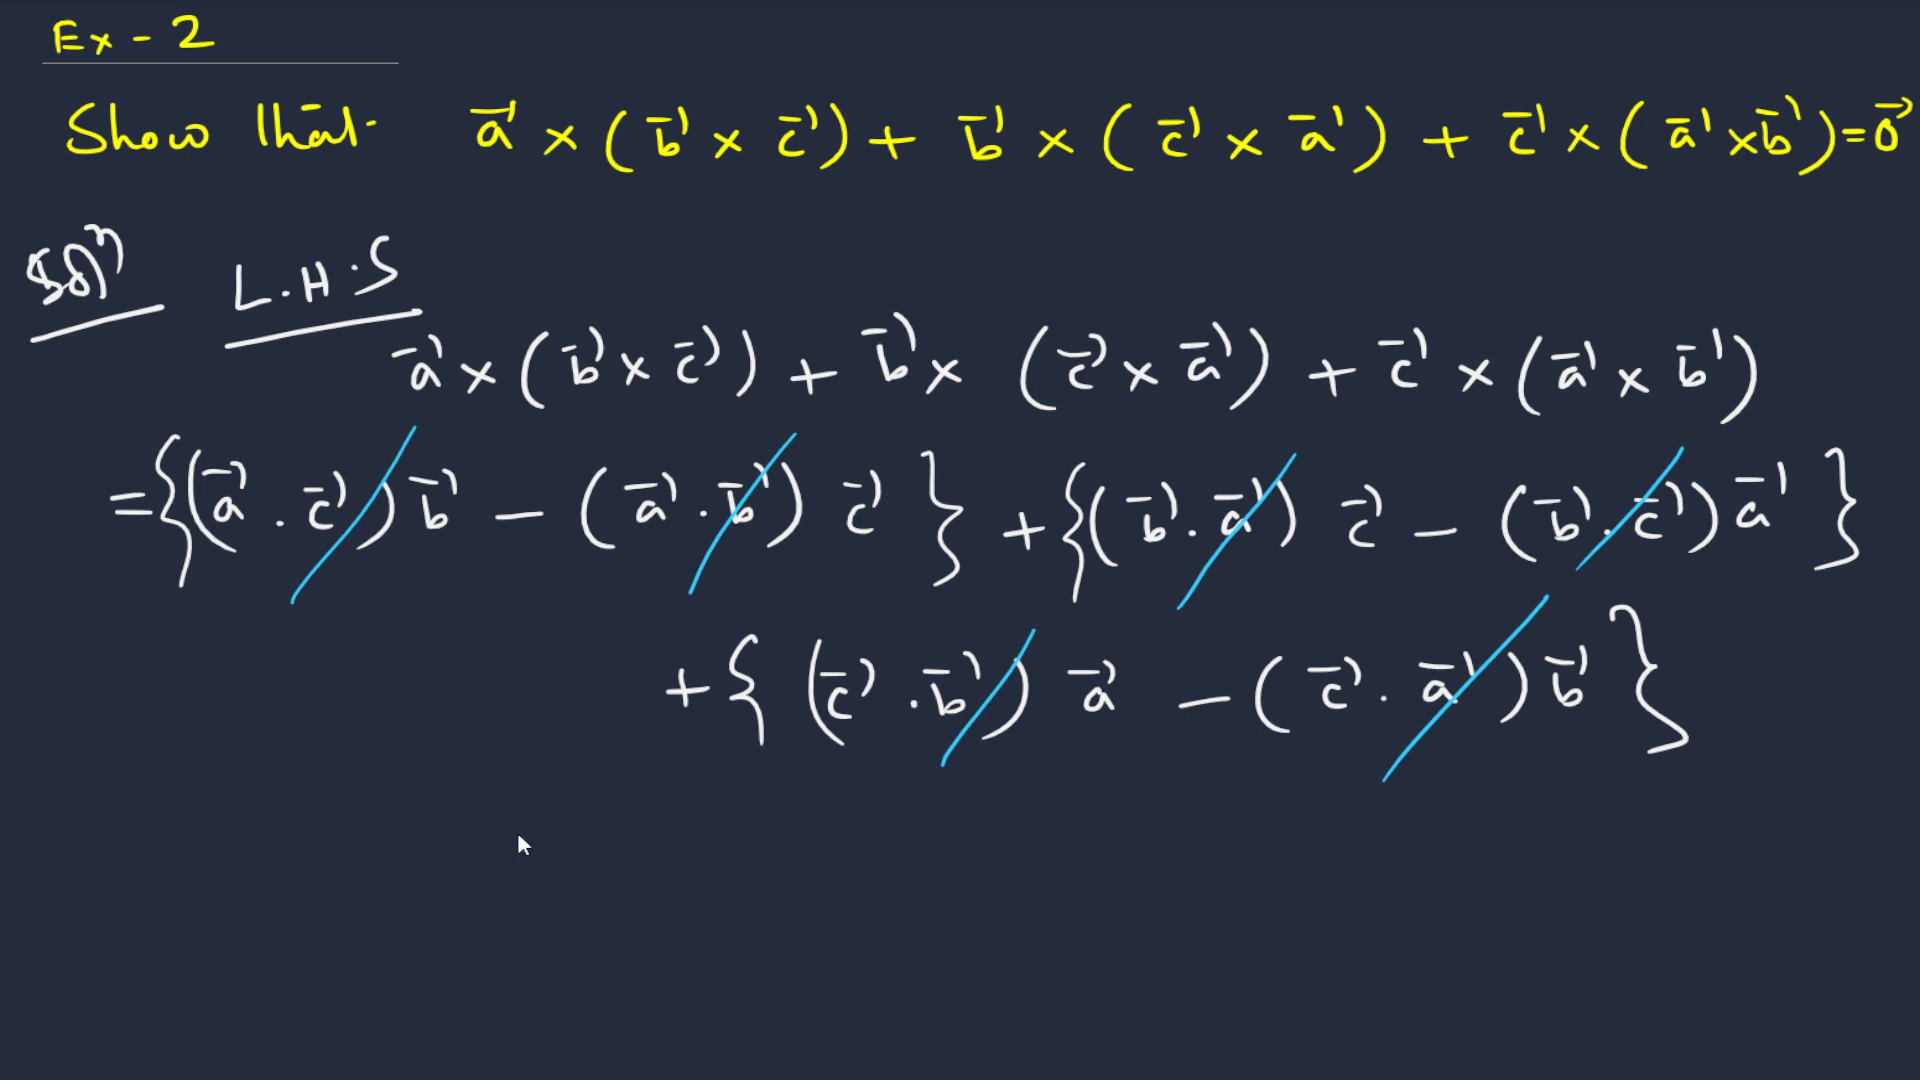 Ex - 2
Show that  a⃗ × (b⃗ × c⃗) + b⃗ × (c⃗ × a⃗) + c⃗ × (a⃗ × b⃗) = 0⃗
Solⁿ L.H.S
a⃗ × (b⃗ × c⃗) + b⃗ × (c⃗ × a⃗) + c⃗ × (a⃗ × b⃗)
= {(a⃗ . c⃗) b⃗ − (a⃗ . b⃗) c⃗} + {(b⃗ . a⃗) c⃗ − (b⃗ . c⃗) a⃗}
+ {(c⃗ . b⃗) a⃗ − (c⃗ . a⃗) b⃗}